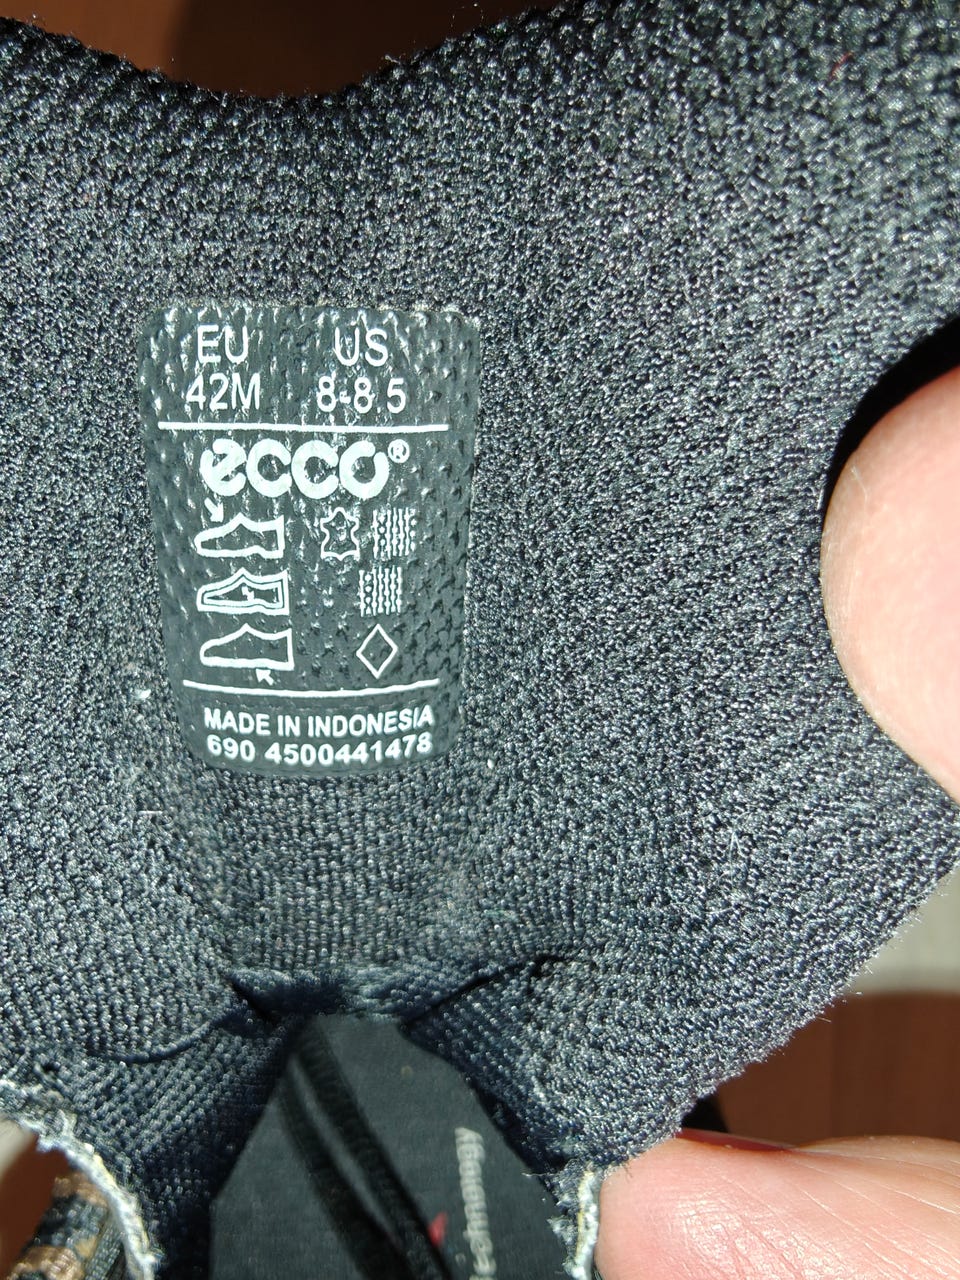 EU US
42M 8-8.5
ecco®
MADE IN INDONESIA
690 4500441478